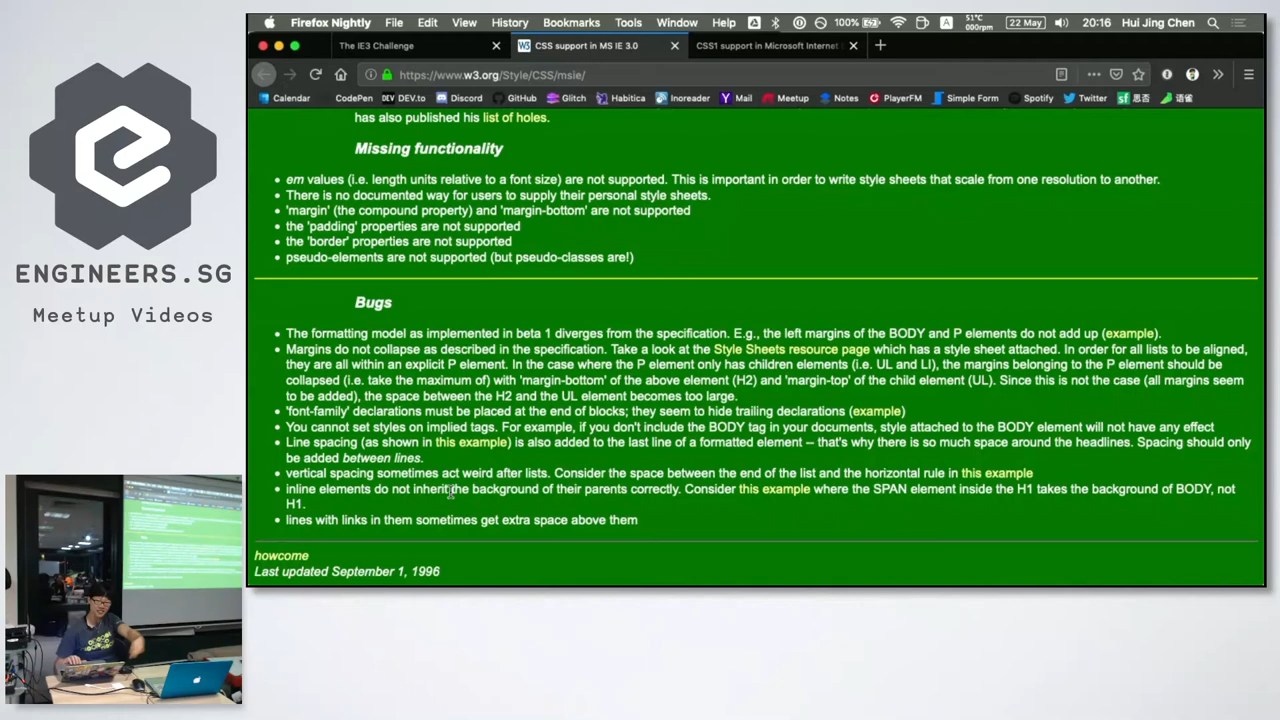 Firefox Nightly File Edit View History Bookmarks Tools Window Help 100% A 51°C 000rpm 22 May 20:16 Hui Jing Chen
The IE3 Challenge
W3 CSS support in MS IE 3.0
CSS1 support in Microsoft Internet
https://www.w3.org/Style/CSS/msie/
Calendar CodePen DEV DEV.to Discord GitHub Glitch Habitica Inoreader Mail Meetup Notes PlayerFM Simple Form Spotify Twitter sf 思否 语雀
has also published his list of holes.
Missing functionality
• em values (i.e. length units relative to a font size) are not supported. This is important in order to write style sheets that scale from one resolution to another.
• There is no documented way for users to supply their personal style sheets.
• 'margin' (the compound property) and 'margin-bottom' are not supported
• the 'padding' properties are not supported
• the 'border' properties are not supported
• pseudo-elements are not supported (but pseudo-classes are!)
Bugs
• The formatting model as implemented in beta 1 diverges from the specification. E.g., the left margins of the BODY and P elements do not add up (example).
• Margins do not collapse as described in the specification. Take a look at the Style Sheets resource page which has a style sheet attached. In order for all lists to be aligned,
they are all within an explicit P element. In the case where the P element only has children elements (i.e. UL and LI), the margins belonging to the P element should be
collapsed (i.e. take the maximum of) with 'margin-bottom' of the above element (H2) and 'margin-top' of the child element (UL). Since this is not the case (all margins seem
to be added), the space between the H2 and the UL element becomes too large.
• 'font-family' declarations must be placed at the end of blocks; they seem to hide trailing declarations (example)
• You cannot set styles on implied tags. For example, if you don't include the BODY tag in your documents, style attached to the BODY element will not have any effect
• Line spacing (as shown in this example) is also added to the last line of a formatted element – that's why there is so much space around the headlines. Spacing should only
be added between lines.
• vertical spacing sometimes act weird after lists. Consider the space between the end of the list and the horizontal rule in this example
• inline elements do not inherit the background of their parents correctly. Consider this example where the SPAN element inside the H1 takes the background of BODY, not
H1.
• lines with links in them sometimes get extra space above them
howcome
Last updated September 1, 1996
ENGINEERS.SG
Meetup Videos